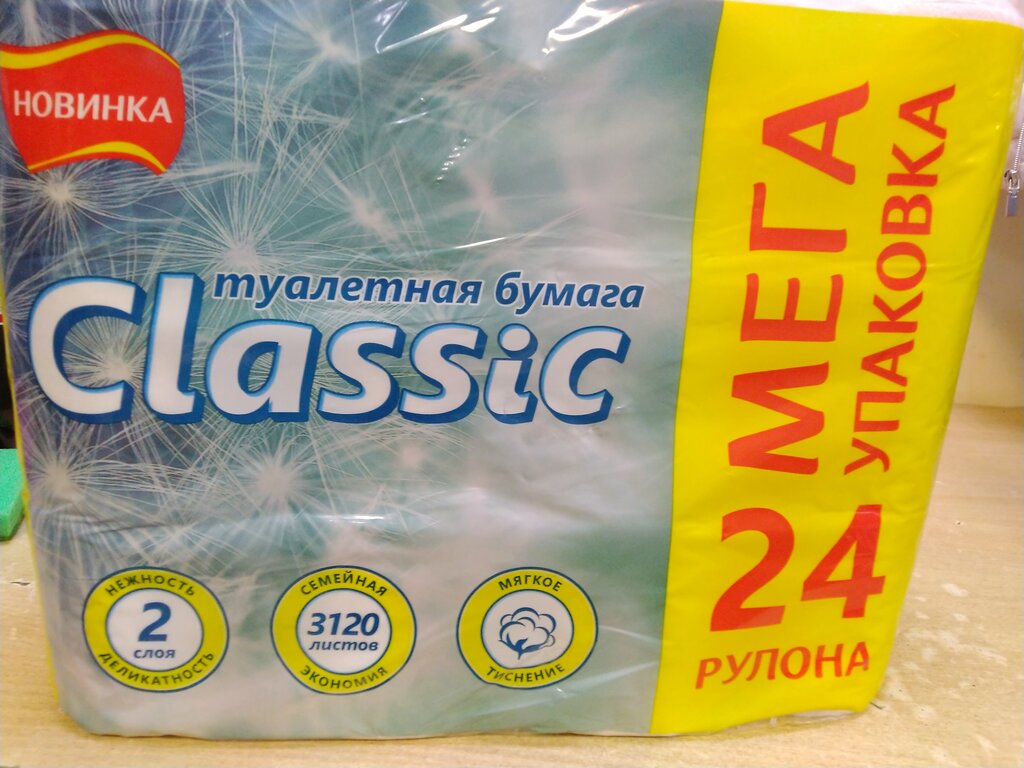 НОВИНКА
туалетная бумага
Classic
НЕЖНОСТЬ
2
слоя
ДЕЛИКАТНОСТЬ
СЕМЕЙНАЯ
3120
листов
ЭКОНОМИЯ
МЯГКОЕ
ТИСНЕНИЕ
МЕГА
УПАКОВКА
24
РУЛОНА